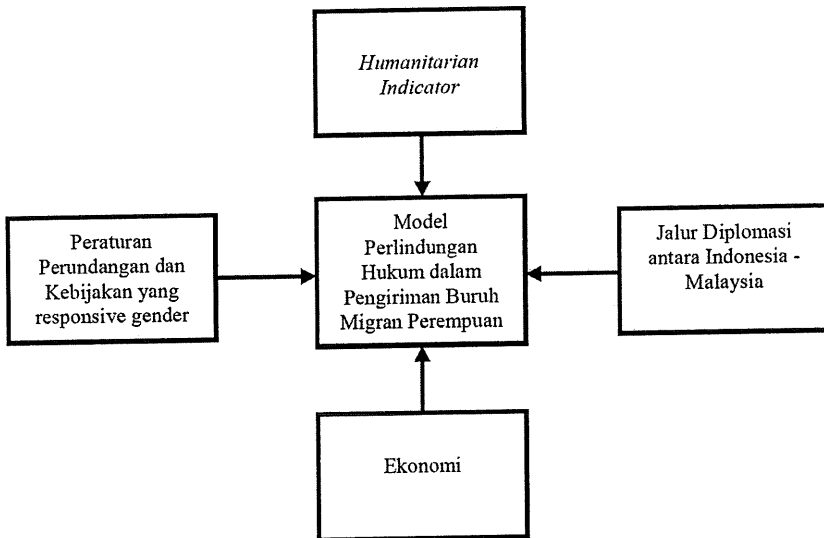 Humanitarian
Indicator
Peraturan
Perundangan dan
Kebijakan yang
responsive gender
Model
Perlindungan
Hukum dalam
Pengiriman Buruh
Migran Perempuan
Jalur Diplomasi
antara Indonesia -
Malaysia
Ekonomi